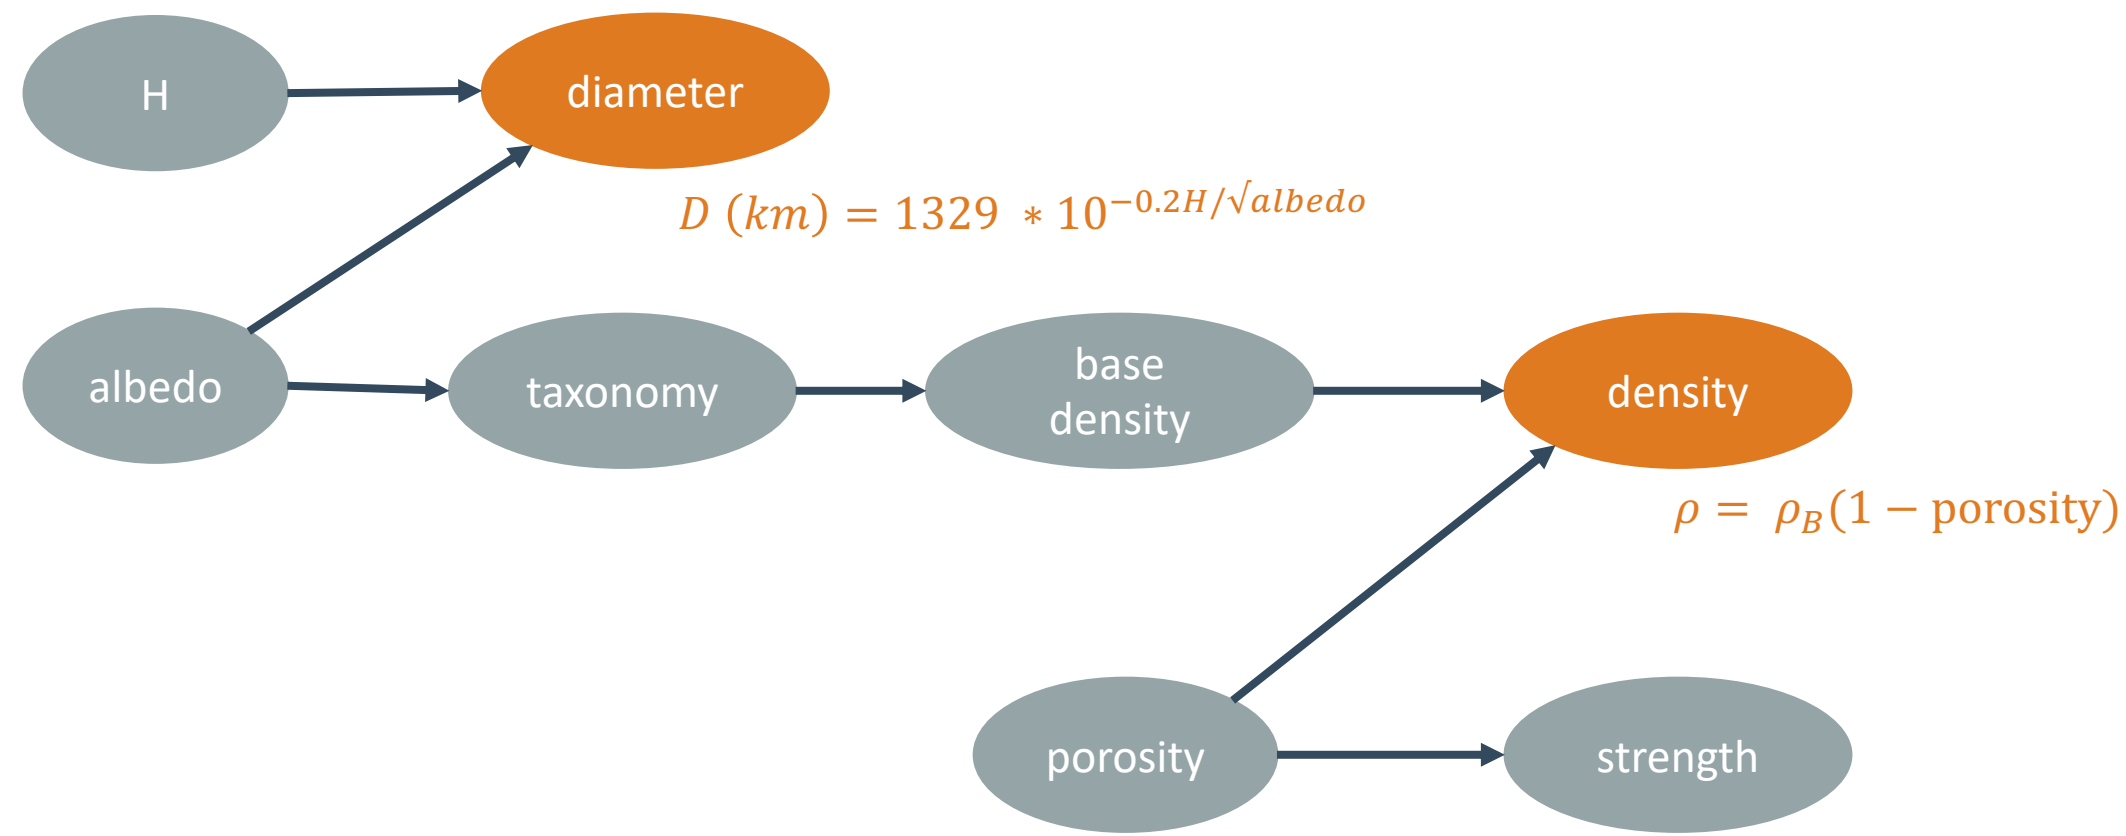 H
diameter
D (km) = 1329 * 10^{-0.2H/√albedo}
albedo
taxonomy
base
density
density
ρ = ρ_B(1 − porosity)
porosity
strength